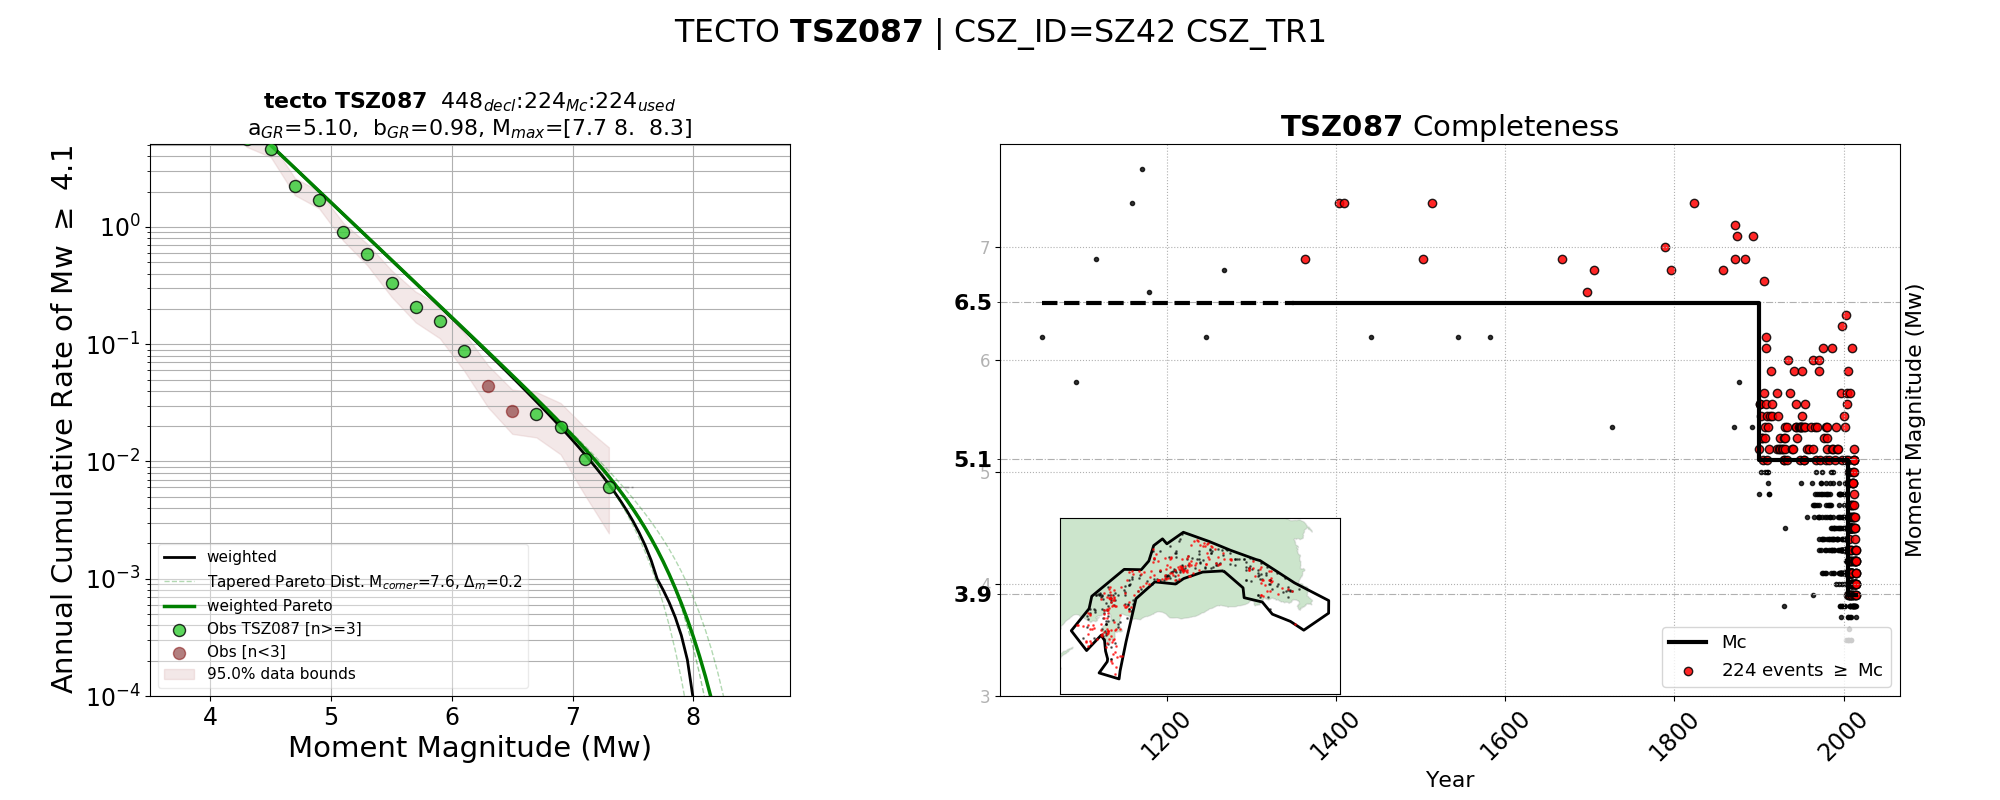 TECTO TSZ087 | CSZ_ID=SZ42 CSZ_TR1
tecto TSZ087 448decl:224Mc:224used
aGR=5.10, bGR=0.98, Mmax=[7.7 8. 8.3]
Annual Cumulative Rate of Mw ≥ 4.1
10^0
10^−1
10^−2
10^−3
10^−4
weighted
Tapered Pareto Dist. Mcorner=7.6, Δm=0.2
weighted Pareto
Obs TSZ087 [n>=3]
Obs [n<3]
95.0% data bounds
4 5 6 7 8
Moment Magnitude (Mw)
TSZ087 Completeness
7
6.5
6
5.1
5
4
3.9
3
Mc
224 events ≥ Mc
1200 1400 1600 1800 2000
Year
Moment Magnitude (Mw)